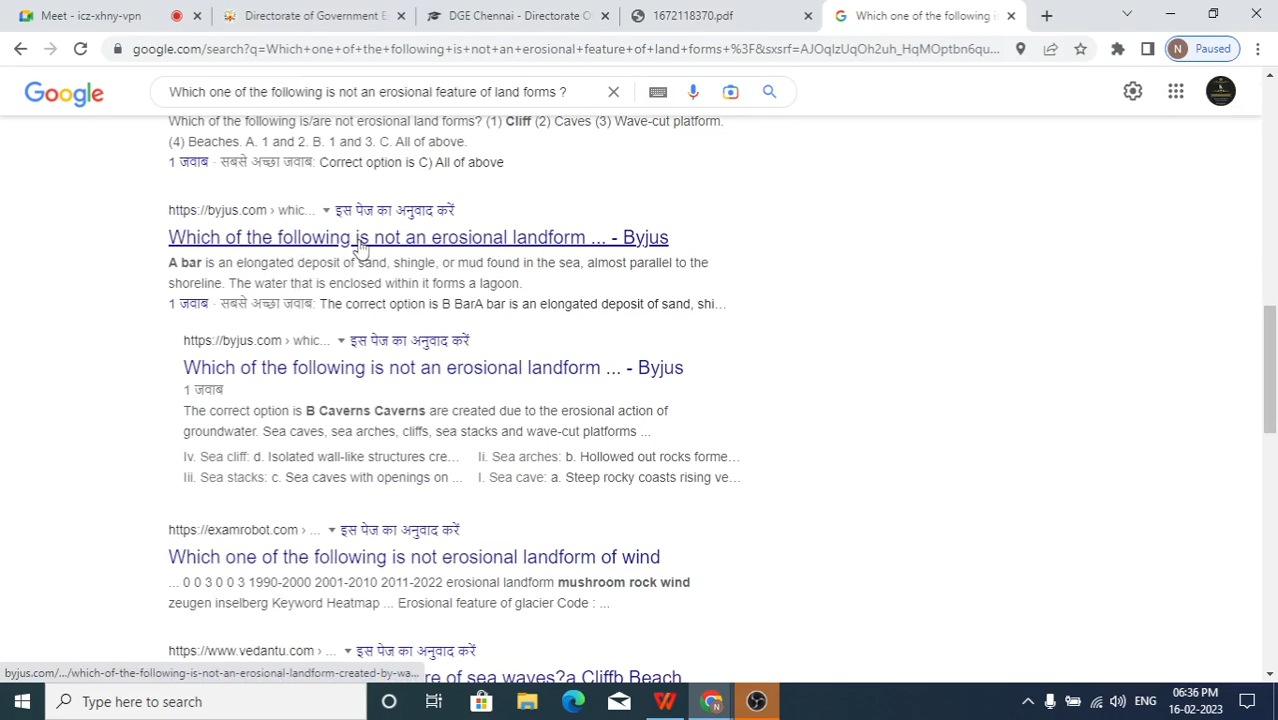 Meet - icz-xhny-vpn
Directorate of Government E
DGE Chennai - Directorate O
1672118370.pdf
Which one of the following is
google.com/search?q=Which+one+of+the+following+is+not+an+erosional+feature+of+land+forms+%3F&sxsrf=AJOqlzUqOh2uh_HqMOptbn6qu...
N Paused
Google
Which one of the following is not an erosional feature of land forms ?
Which of the following is/are not erosional land forms? (1) Cliff (2) Caves (3) Wave-cut platform.
(4) Beaches. A. 1 and 2. B. 1 and 3. C. All of above.
1 जवाब · सबसे अच्छा जवाब: Correct option is C) All of above
https://byjus.com › whic... इस पेज का अनुवाद करें
Which of the following is not an erosional landform ... - Byjus
A bar is an elongated deposit of sand, shingle, or mud found in the sea, almost parallel to the
shoreline. The water that is enclosed within it forms a lagoon.
1 जवाब · सबसे अच्छा जवाब: The correct option is B BarA bar is an elongated deposit of sand, shi...
https://byjus.com › whic... इस पेज का अनुवाद करें
Which of the following is not an erosional landform ... - Byjus
1 जवाब
The correct option is B Caverns Caverns are created due to the erosional action of
groundwater. Sea caves, sea arches, cliffs, sea stacks and wave-cut platforms ...
Iv. Sea cliff: d. Isolated wall-like structures cre... Ii. Sea arches: b. Hollowed out rocks forme...
Iii. Sea stacks: c. Sea caves with openings on ... I. Sea cave: a. Steep rocky coasts rising ve...
https://examrobot.com › ... इस पेज का अनुवाद करें
Which one of the following is not erosional landform of wind
... 0 0 3 0 0 3 1990-2000 2001-2010 2011-2022 erosional landform mushroom rock wind
zeugen inselberg Keyword Heatmap ... Erosional feature of glacier Code : ...
https://www.vedantu.com › ... इस पेज का अनुवाद करें
byjus.com/.../which-of-the-following-is-not-an-erosional-landform-created-by-wa...
re of sea waves?a Cliffb Beach
Type here to search
ENG
06:36 PM
16-02-2023